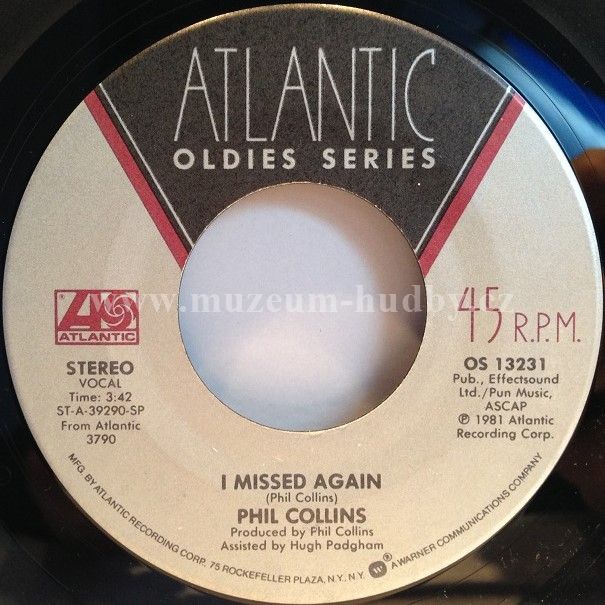 ATLANTIC
OLDIES SERIES
www.muzeum-hudby.cz
ATLANTIC
45 R.P.M.
STEREO
VOCAL
Time: 3:42
ST-A-39290-SP
From Atlantic
3790
OS 13231
Pub., Effectsound
Ltd./Pun Music,
ASCAP
℗ 1981 Atlantic
Recording Corp.
I MISSED AGAIN
(Phil Collins)
PHIL COLLINS
Produced by Phil Collins
Assisted by Hugh Padgham
MFG. BY ATLANTIC RECORDING CORP. 75 ROCKEFELLER PLAZA, N.Y. N.Y. A WARNER COMMUNICATIONS COMPANY